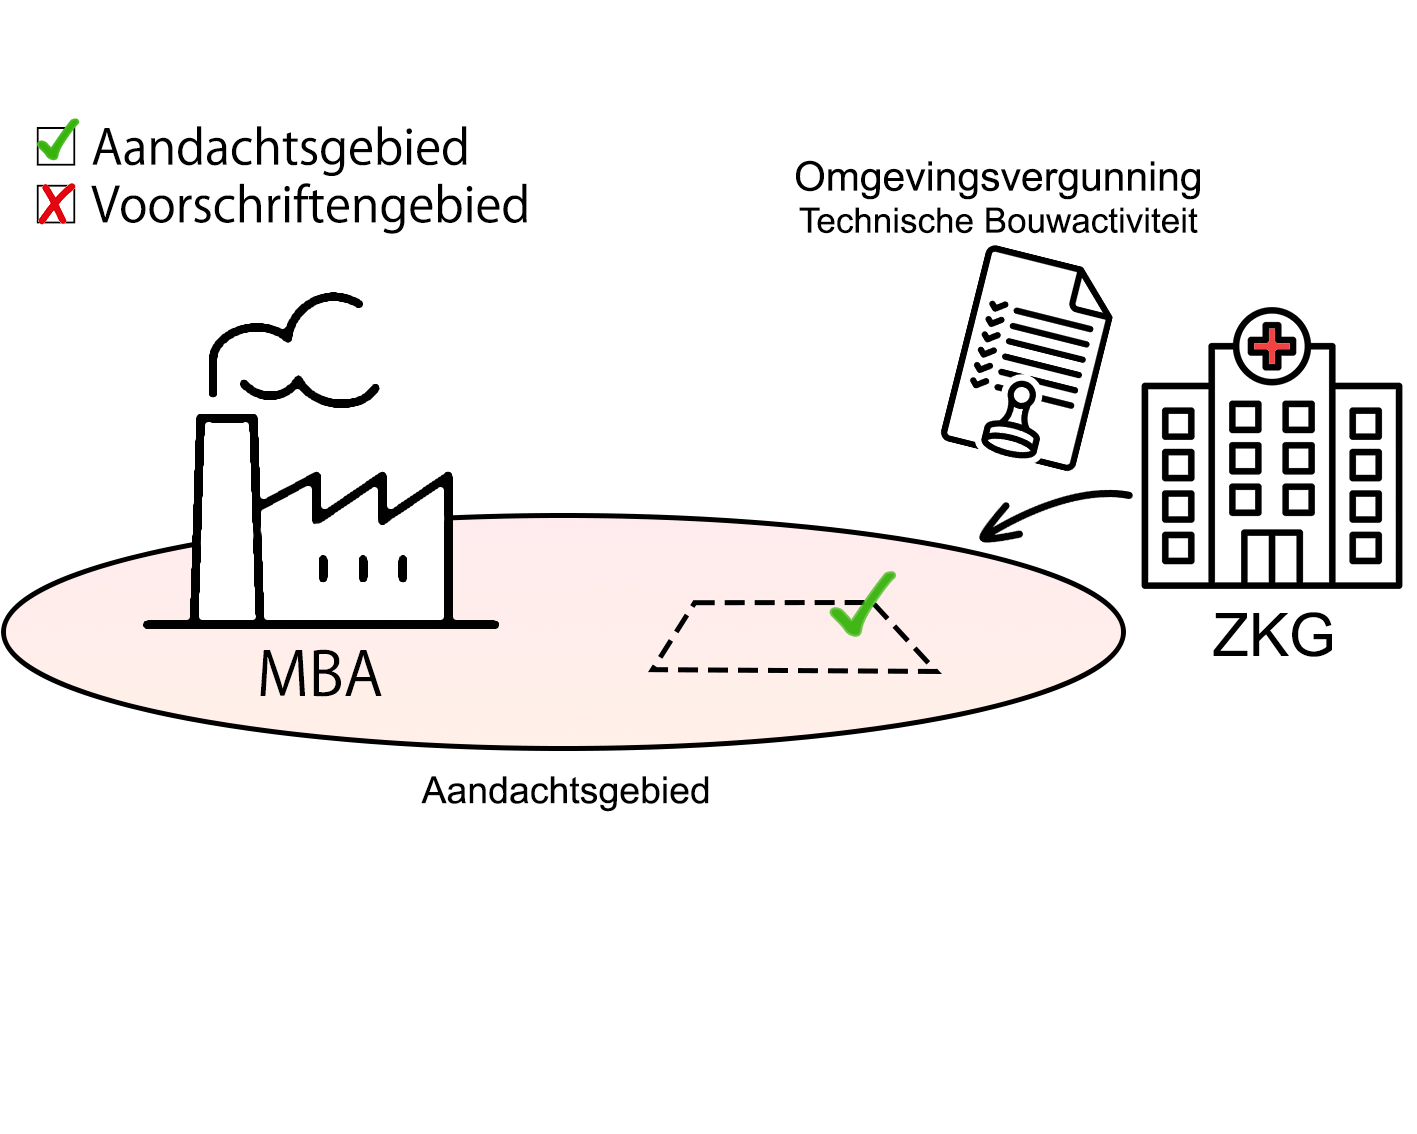 Aandachtsgebied
Voorschriftengebied
Omgevingsvergunning
Technische Bouwactiviteit
MBA
ZKG
Aandachtsgebied